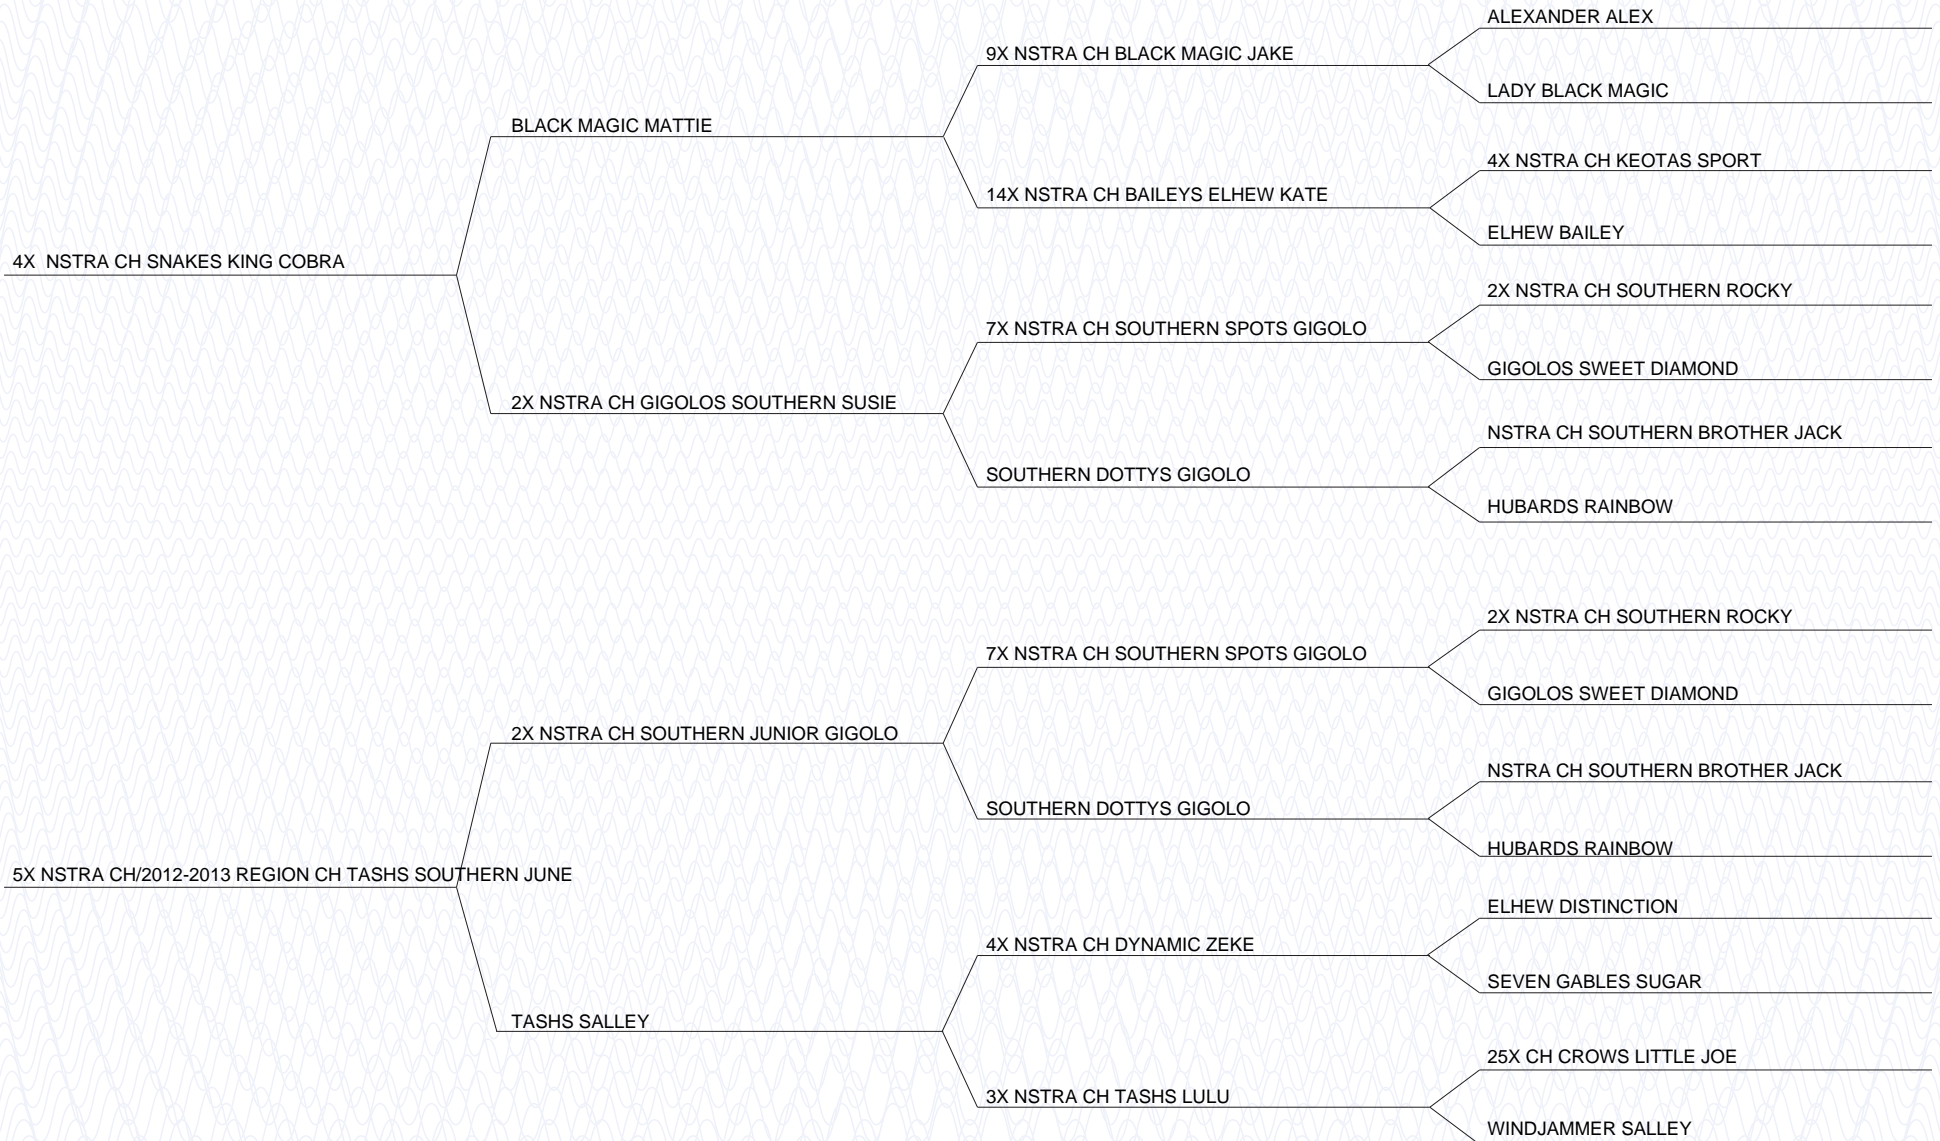 ALEXANDER ALEX
9X NSTRA CH BLACK MAGIC JAKE
LADY BLACK MAGIC
BLACK MAGIC MATTIE
4X NSTRA CH KEOTAS SPORT
14X NSTRA CH BAILEYS ELHEW KATE
ELHEW BAILEY
4X  NSTRA CH SNAKES KING COBRA
2X NSTRA CH SOUTHERN ROCKY
7X NSTRA CH SOUTHERN SPOTS GIGOLO
GIGOLOS SWEET DIAMOND
2X NSTRA CH GIGOLOS SOUTHERN SUSIE
NSTRA CH SOUTHERN BROTHER JACK
SOUTHERN DOTTYS GIGOLO
HUBARDS RAINBOW
2X NSTRA CH SOUTHERN ROCKY
7X NSTRA CH SOUTHERN SPOTS GIGOLO
GIGOLOS SWEET DIAMOND
2X NSTRA CH SOUTHERN JUNIOR GIGOLO
NSTRA CH SOUTHERN BROTHER JACK
SOUTHERN DOTTYS GIGOLO
HUBARDS RAINBOW
5X NSTRA CH/2012-2013 REGION CH TASHS SOUTHERN JUNE
ELHEW DISTINCTION
4X NSTRA CH DYNAMIC ZEKE
SEVEN GABLES SUGAR
TASHS SALLEY
25X CH CROWS LITTLE JOE
3X NSTRA CH TASHS LULU
WINDJAMMER SALLEY